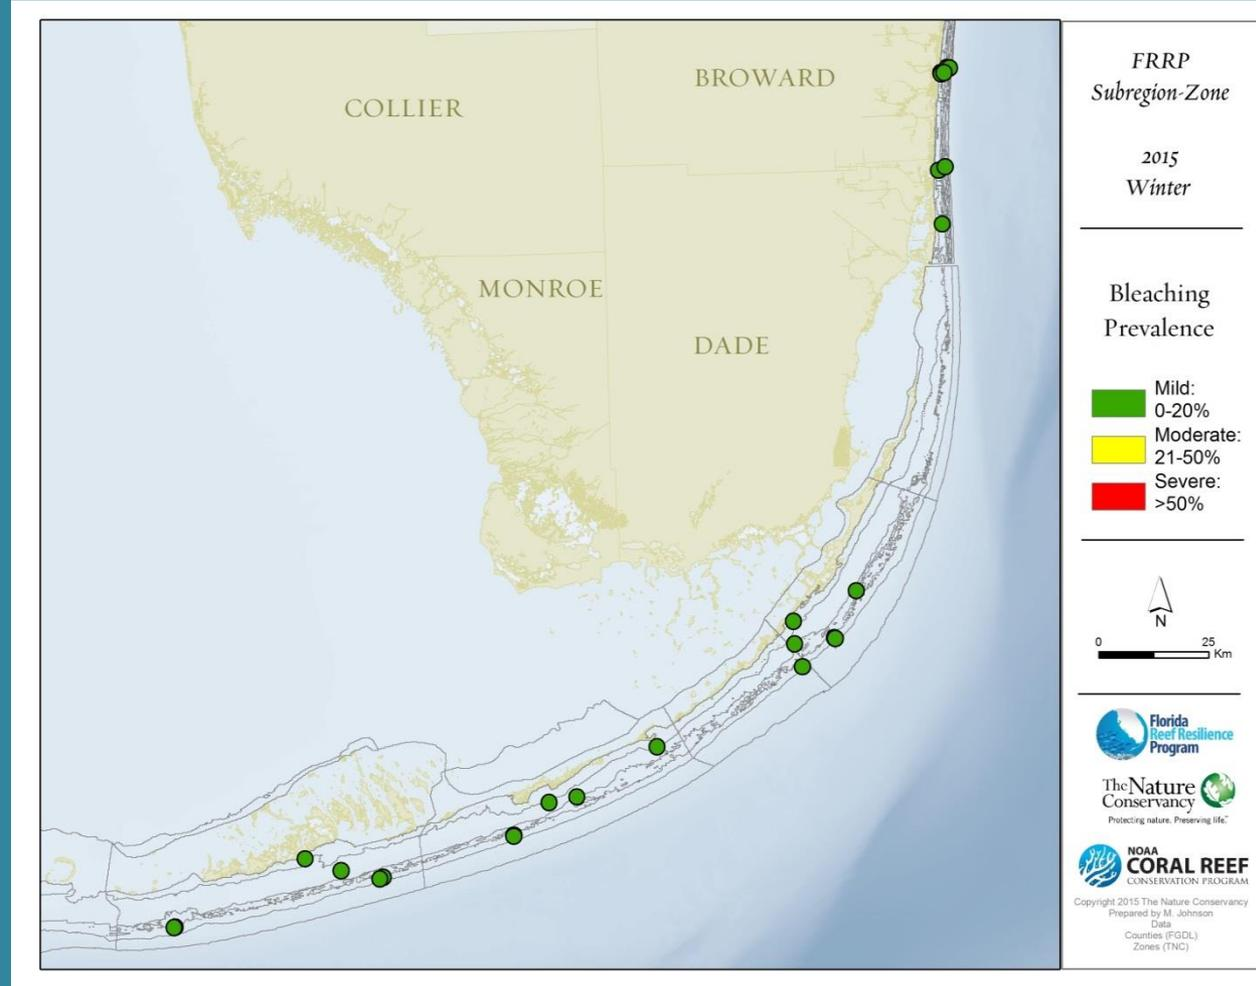 COLLIER
BROWARD
MONROE
DADE
FRRP
Subregion-Zone
2015
Winter
Bleaching
Prevalence
Mild:
0-20%
Moderate:
21-50%
Severe:
>50%
N
0 25
Km
Florida
Reef Resilience
Program
The Nature
Conservancy
Protecting nature. Preserving life.™
NOAA
CORAL REEF
CONSERVATION PROGRAM
Copyright 2015 The Nature Conservancy
Prepared by M. Johnson
Data
Counties (FGDL)
Zones (TNC)